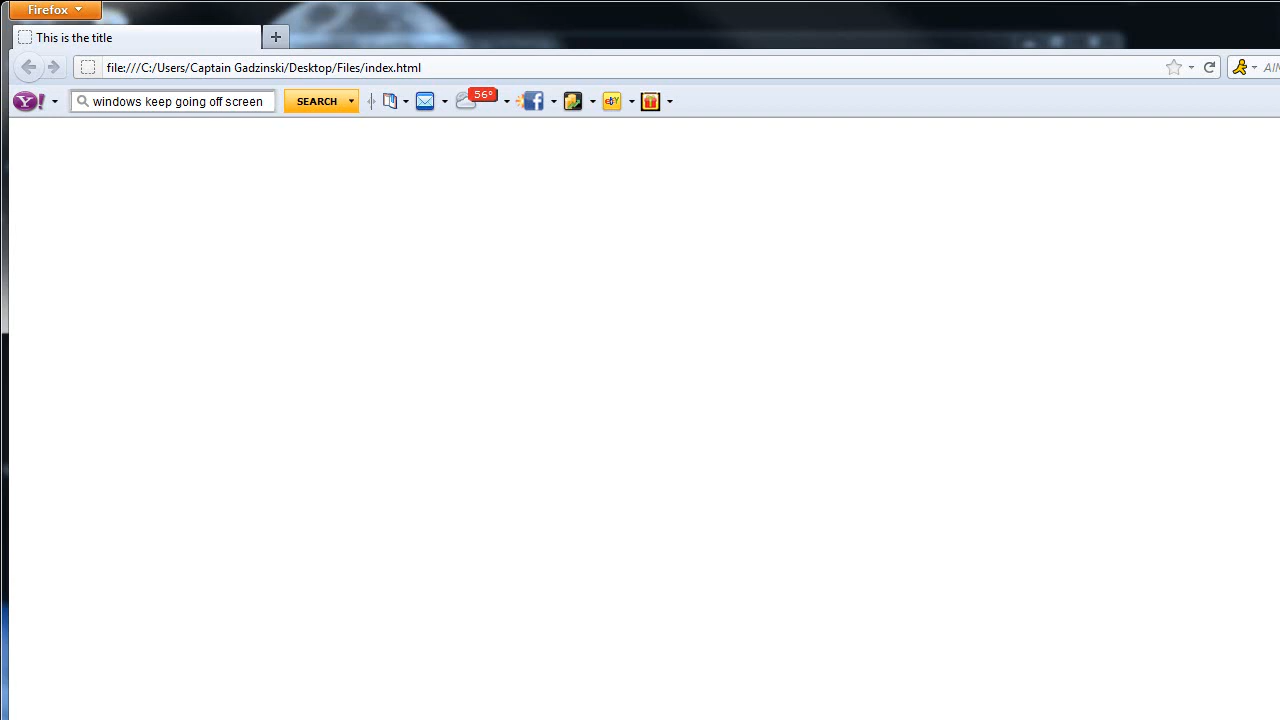 Firefox
This is the title
file:///C:/Users/Captain Gadzinski/Desktop/Files/index.html
Y! windows keep going off screen SEARCH 56° ebY